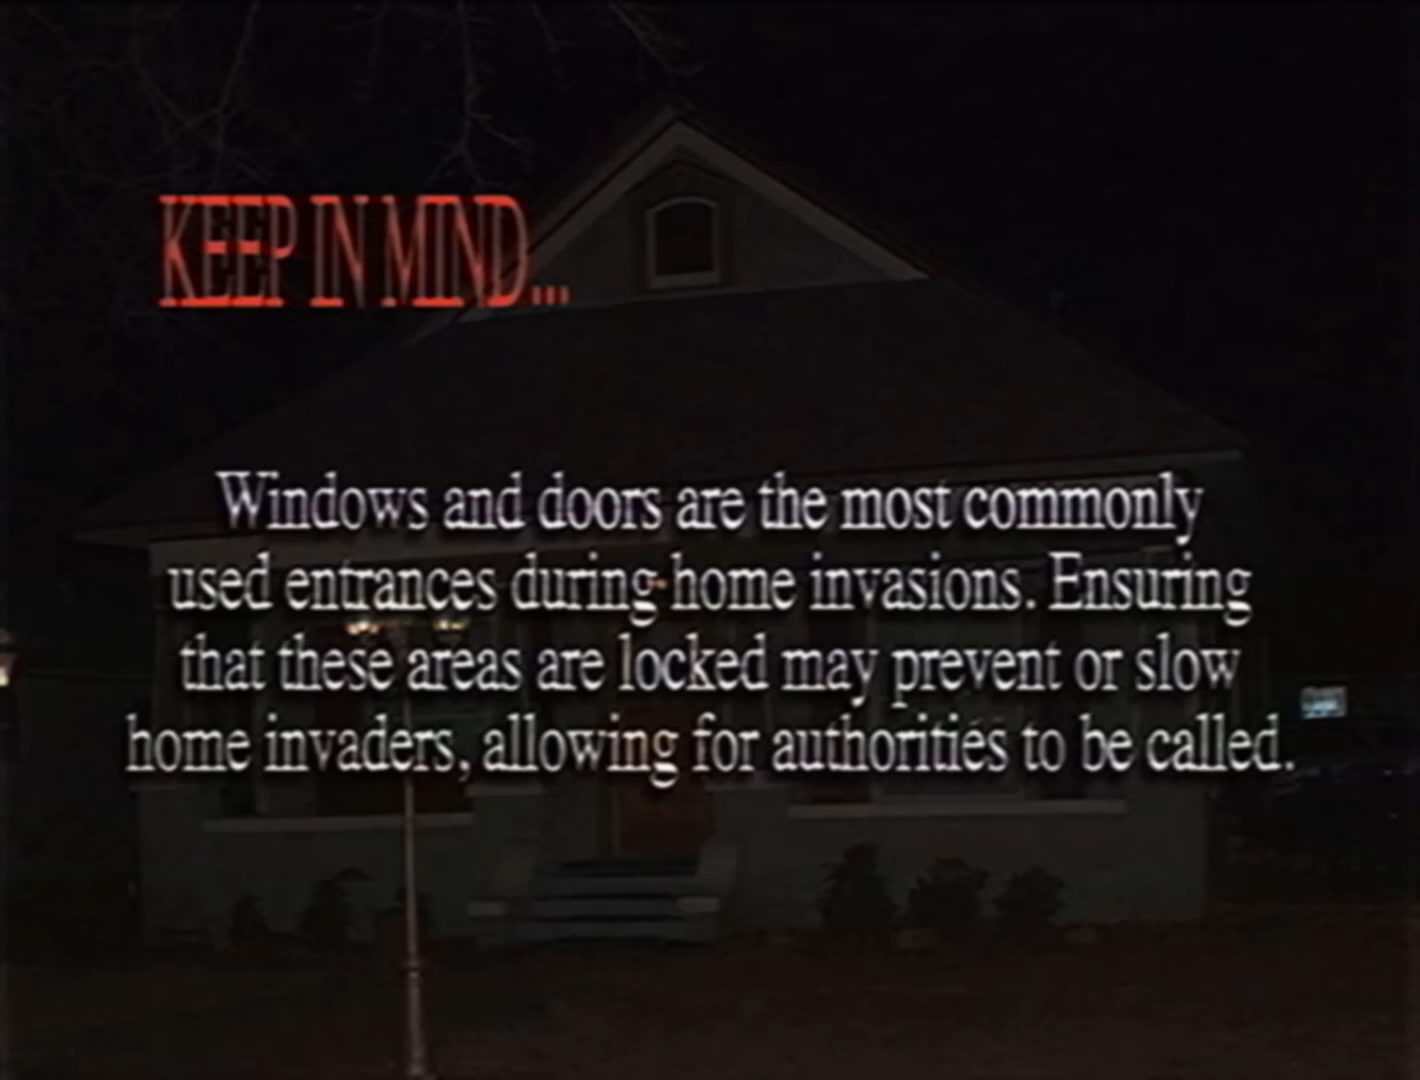 KEEP IN MIND...
Windows and doors are the most commonly
used entrances during home invasions. Ensuring
that these areas are locked may prevent or slow
home invaders, allowing for authorities to be called.